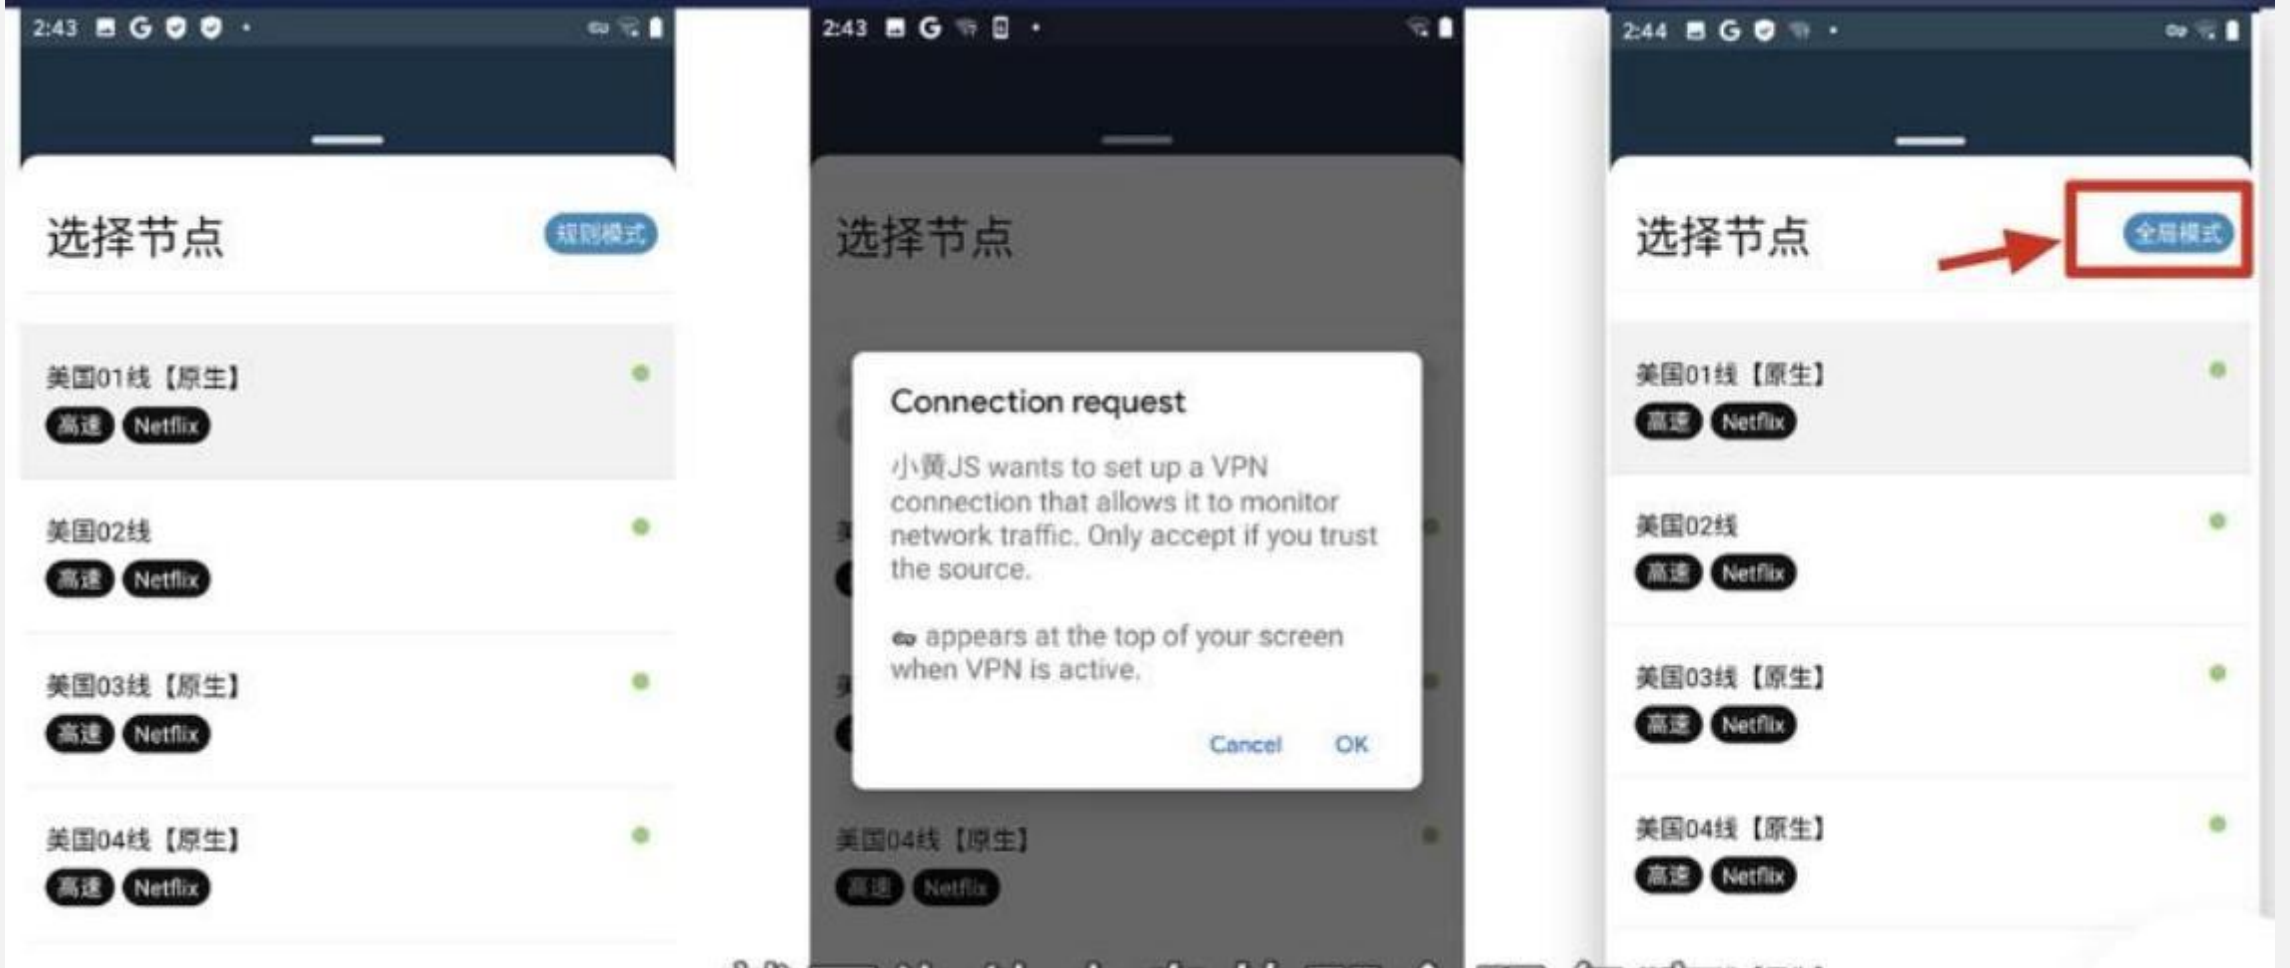 2:43
选择节点
规则模式
美国01线【原生】
高速 Netflix
美国02线
高速 Netflix
美国03线【原生】
高速 Netflix
美国04线【原生】
高速 Netflix
2:43
选择节点
Connection request
小黄JS wants to set up a VPN
connection that allows it to monitor
network traffic. Only accept if you trust
the source.
appears at the top of your screen
when VPN is active.
Cancel OK
美国04线【原生】
高速 Netflix
2:44
选择节点
全局模式
美国01线【原生】
高速 Netflix
美国02线
高速 Netflix
美国03线【原生】
高速 Netflix
美国04线【原生】
高速 Netflix